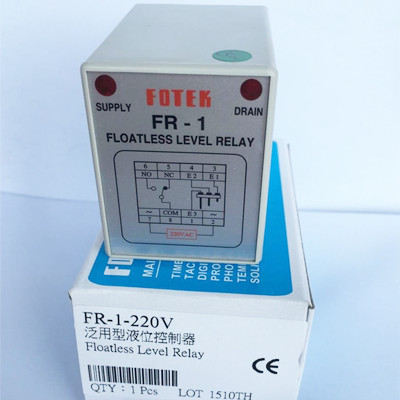 FOTEK
SUPPLY
DRAIN
FR - 1
FLOATLESS LEVEL RELAY
6 5 4 3
NO NC E2 E1
~ COM E3 ~
7 8 1 2
220VAC
FR-1-220V
泛用型液位控制器
Floatless Level Relay
CE
QTY : 1 Pcs LOT 1510TH